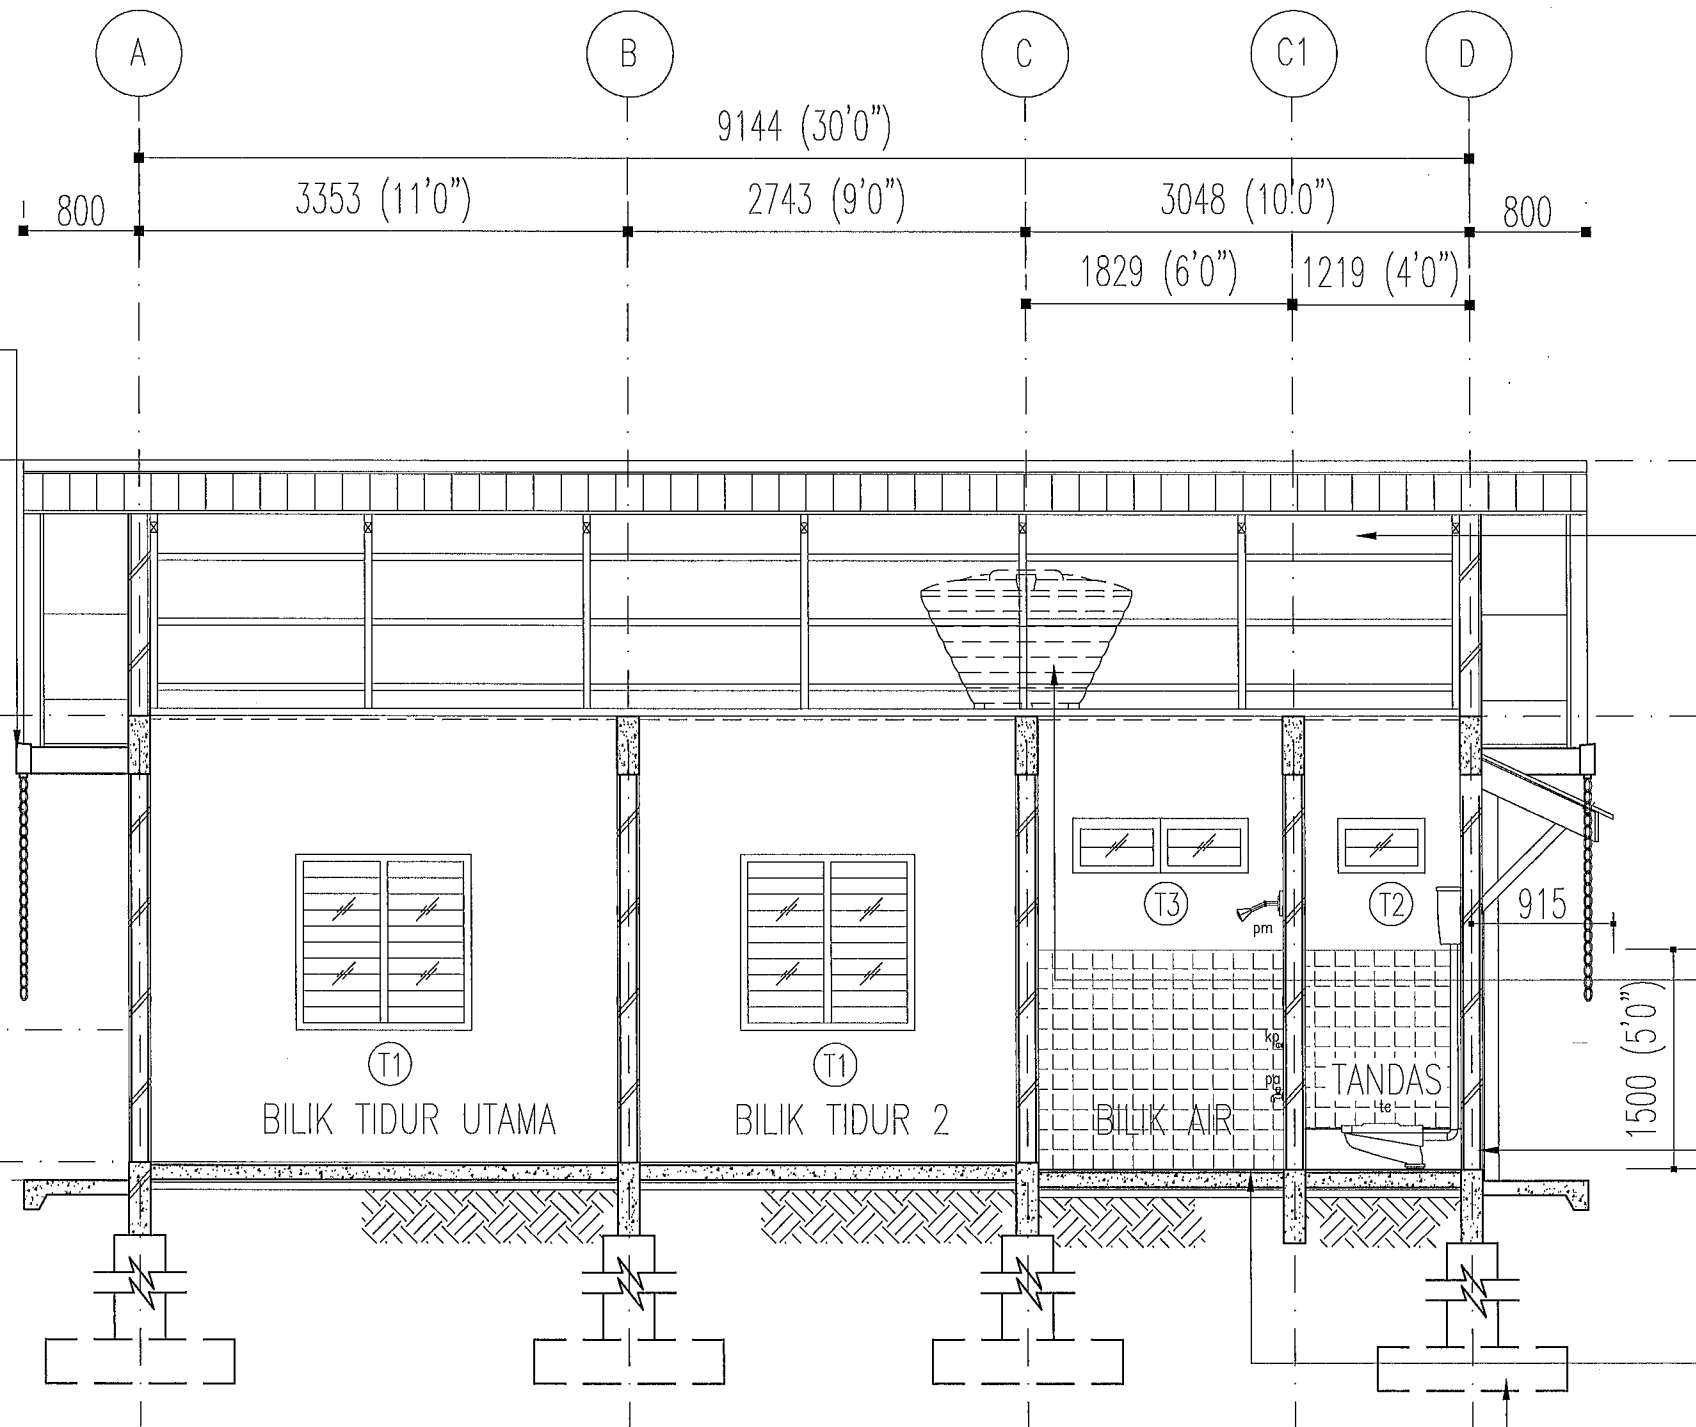 A B C C1 D
9144 (30'0")
800 3353 (11'0") 2743 (9'0") 3048 (10'0") 800
1829 (6'0") 1219 (4'0")
T3 T2 915
pm
1500 (5'0")
kp
T1 T1 pa TANDAS
te
BILIK TIDUR UTAMA BILIK TIDUR 2 BILIK AIR